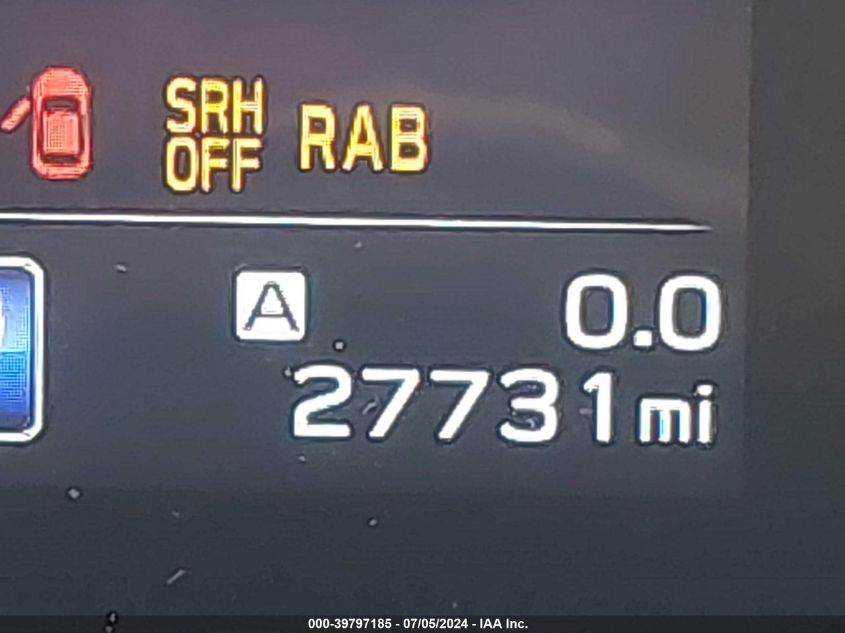 SRH
OFF
RAB
A 0.0
27731 mi
000-39797185 - 07/05/2024 - IAA Inc.